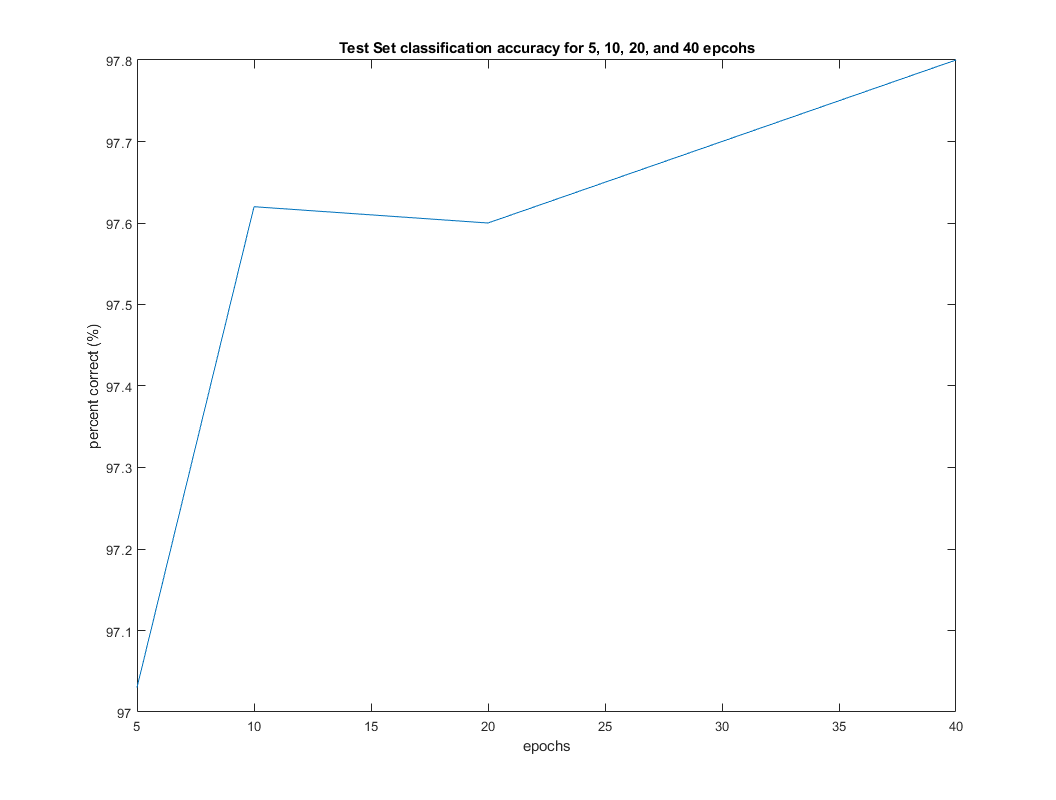 Test Set classification accuracy for 5, 10, 20, and 40 epcohs
97.8
97.7
97.6
97.5
97.4
97.3
97.2
97.1
97
percent correct (%)
5 10 15 20 25 30 35 40
epochs